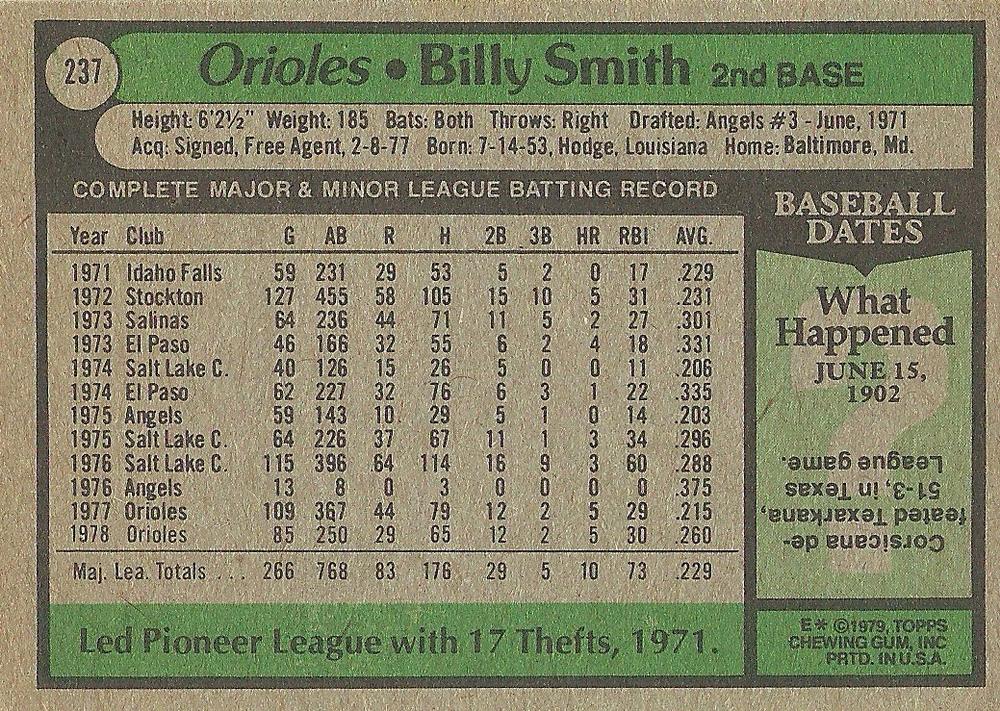 237
Orioles • Billy Smith 2nd BASE
Height: 6'2½" Weight: 185 Bats: Both Throws: Right Drafted: Angels #3 - June, 1971
Acq: Signed, Free Agent, 2-8-77 Born: 7-14-53, Hodge, Louisiana Home: Baltimore, Md.
COMPLETE MAJOR & MINOR LEAGUE BATTING RECORD
Year Club G AB R H 2B 3B HR RBI AVG.
1971 Idaho Falls 59 231 29 53 5 2 0 17 .229
1972 Stockton 127 455 58 105 15 10 5 31 .231
1973 Salinas 64 236 44 71 11 5 2 27 .301
1973 El Paso 46 166 32 55 6 2 4 18 .331
1974 Salt Lake C. 40 126 15 26 5 0 0 11 .206
1974 El Paso 62 227 32 76 6 3 1 22 .335
1975 Angels 59 143 10 29 5 1 0 14 .203
1975 Salt Lake C. 64 226 37 67 11 1 3 34 .296
1976 Salt Lake C. 115 396 64 114 16 9 3 60 .288
1976 Angels 13 8 0 3 0 0 0 0 .375
1977 Orioles 109 367 44 79 12 2 5 29 .215
1978 Orioles 85 250 29 65 12 2 5 30 .260
Maj. Lea. Totals ... 266 768 83 176 29 5 10 73 .229
Led Pioneer League with 17 Thefts, 1971.
BASEBALL
DATES
What
Happened
JUNE 15,
1902
?
Corsicana de-
feated Texarkana,
51-3, in Texas
League game.
E* ©1979, TOPPS
CHEWING GUM, INC
PRTD. IN U.S.A.